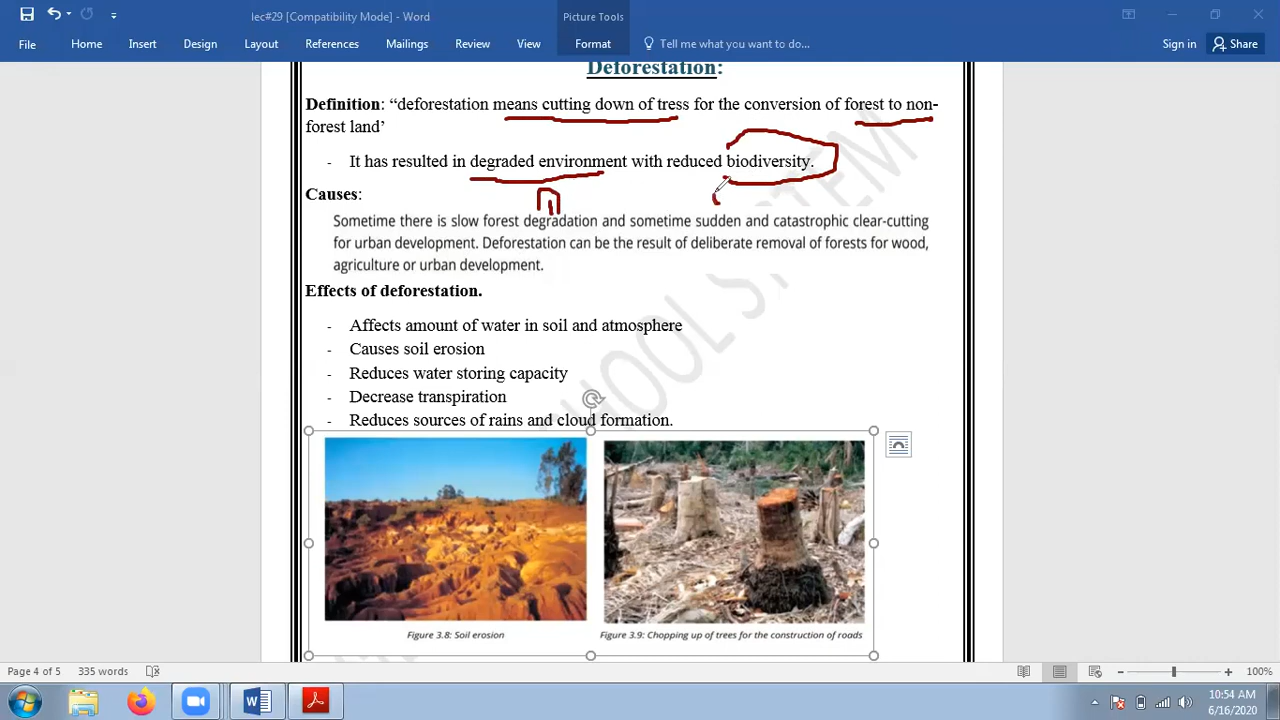 lec#29 [Compatibility Mode] - Word
Picture Tools
File Home Insert Design Layout References Mailings Review View Format Tell me what you want to do... Sign in Share
Deforestation:
Definition: “deforestation means cutting down of tress for the conversion of forest to non-
forest land’
- It has resulted in degraded environment with reduced biodiversity.
Causes:
Sometime there is slow forest degradation and sometime sudden and catastrophic clear-cutting
for urban development. Deforestation can be the result of deliberate removal of forests for wood,
agriculture or urban development.
Effects of deforestation.
- Affects amount of water in soil and atmosphere
- Causes soil erosion
- Reduces water storing capacity
- Decrease transpiration
- Reduces sources of rains and cloud formation.
Figure 3.8: Soil erosion
Figure 3.9: Chopping up of trees for the construction of roads
HOOL SYSTEM
Page 4 of 5 335 words 100%
10:54 AM
6/16/2020